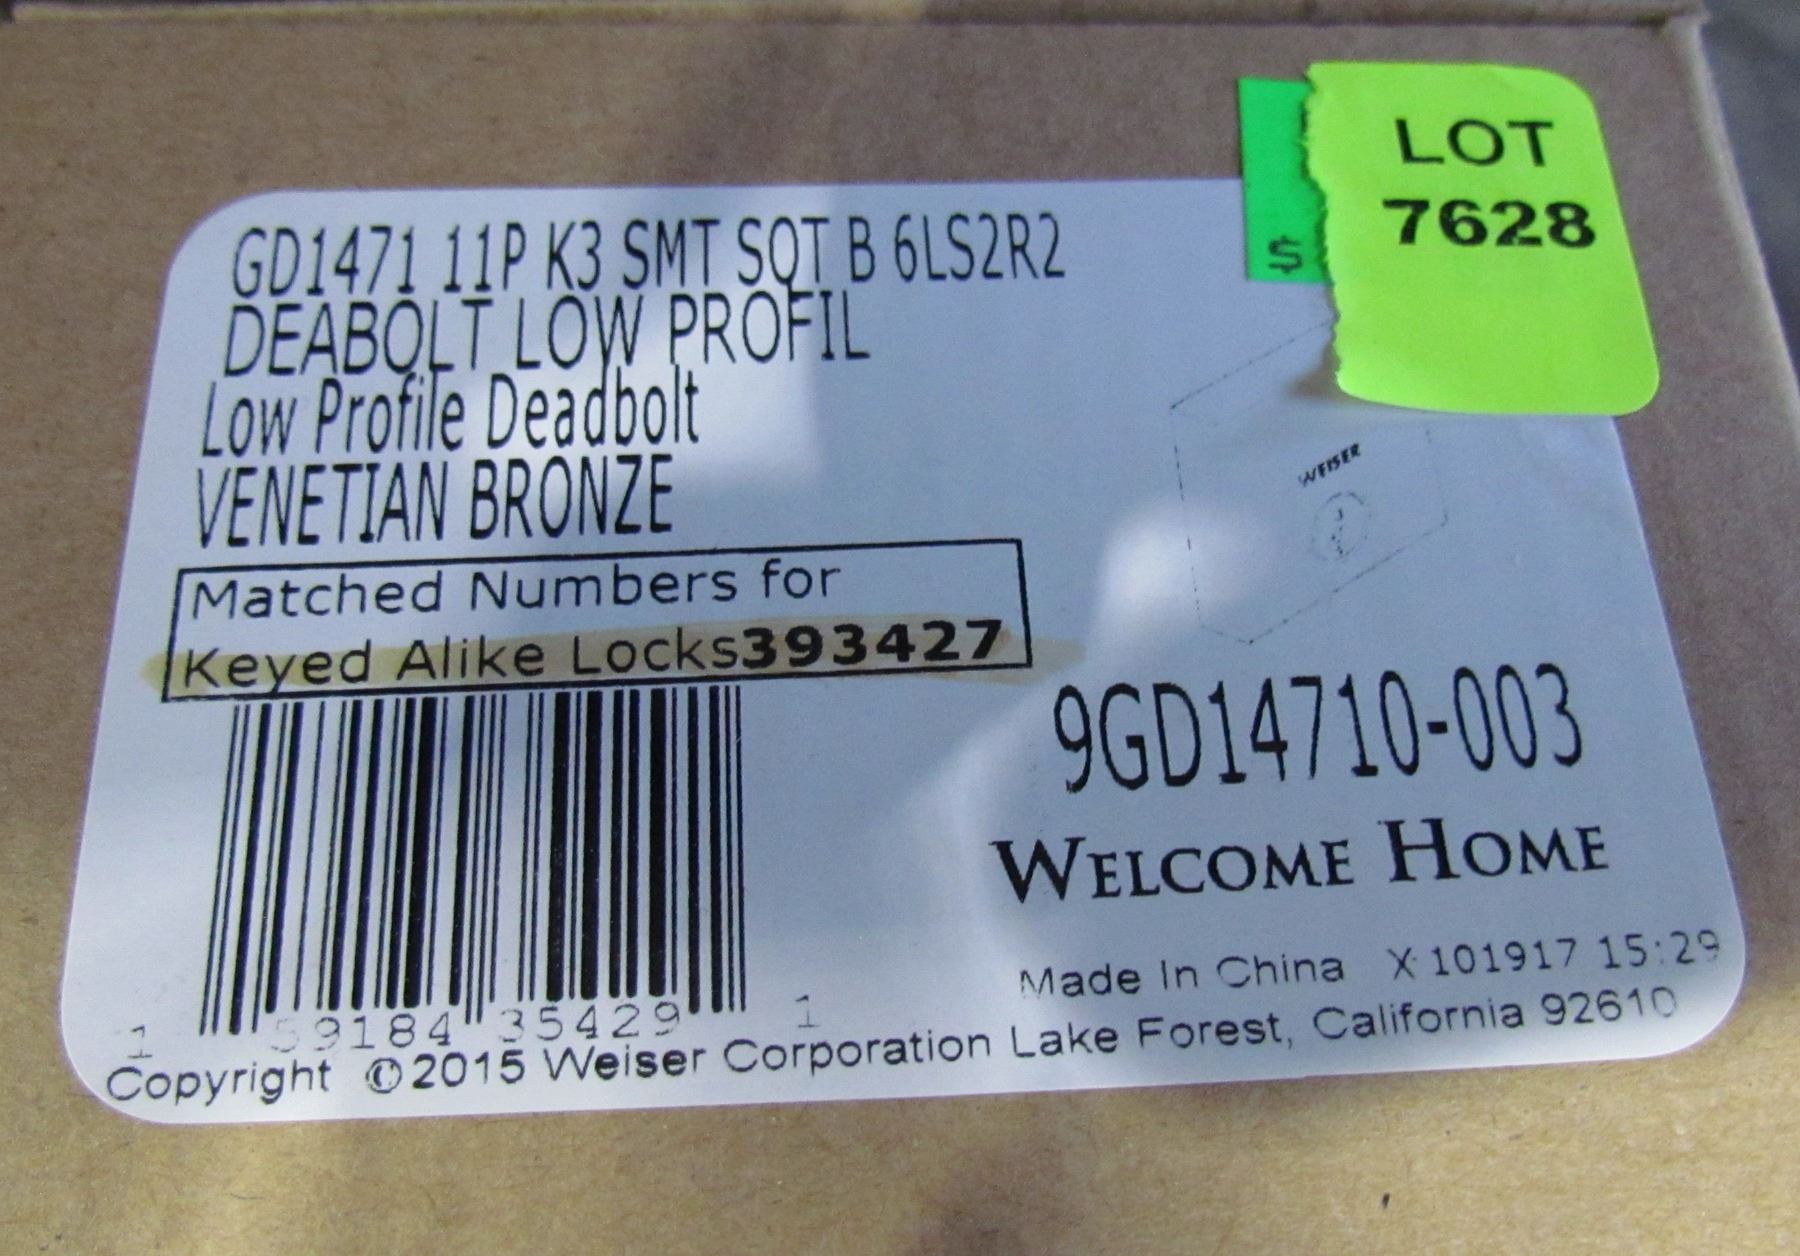 LOT
7628
$
GD1471 11P K3 SMT SQT B 6LS2R2
DEABOLT LOW PROFIL
Low Profile Deadbolt
VENETIAN BRONZE
WEISER
Matched Numbers for
Keyed Alike Locks393427
9GD14710-003
WELCOME HOME
Made In China X 101917 15:29
1 59184 35429 1
Copyright ©2015 Weiser Corporation Lake Forest, California 92610